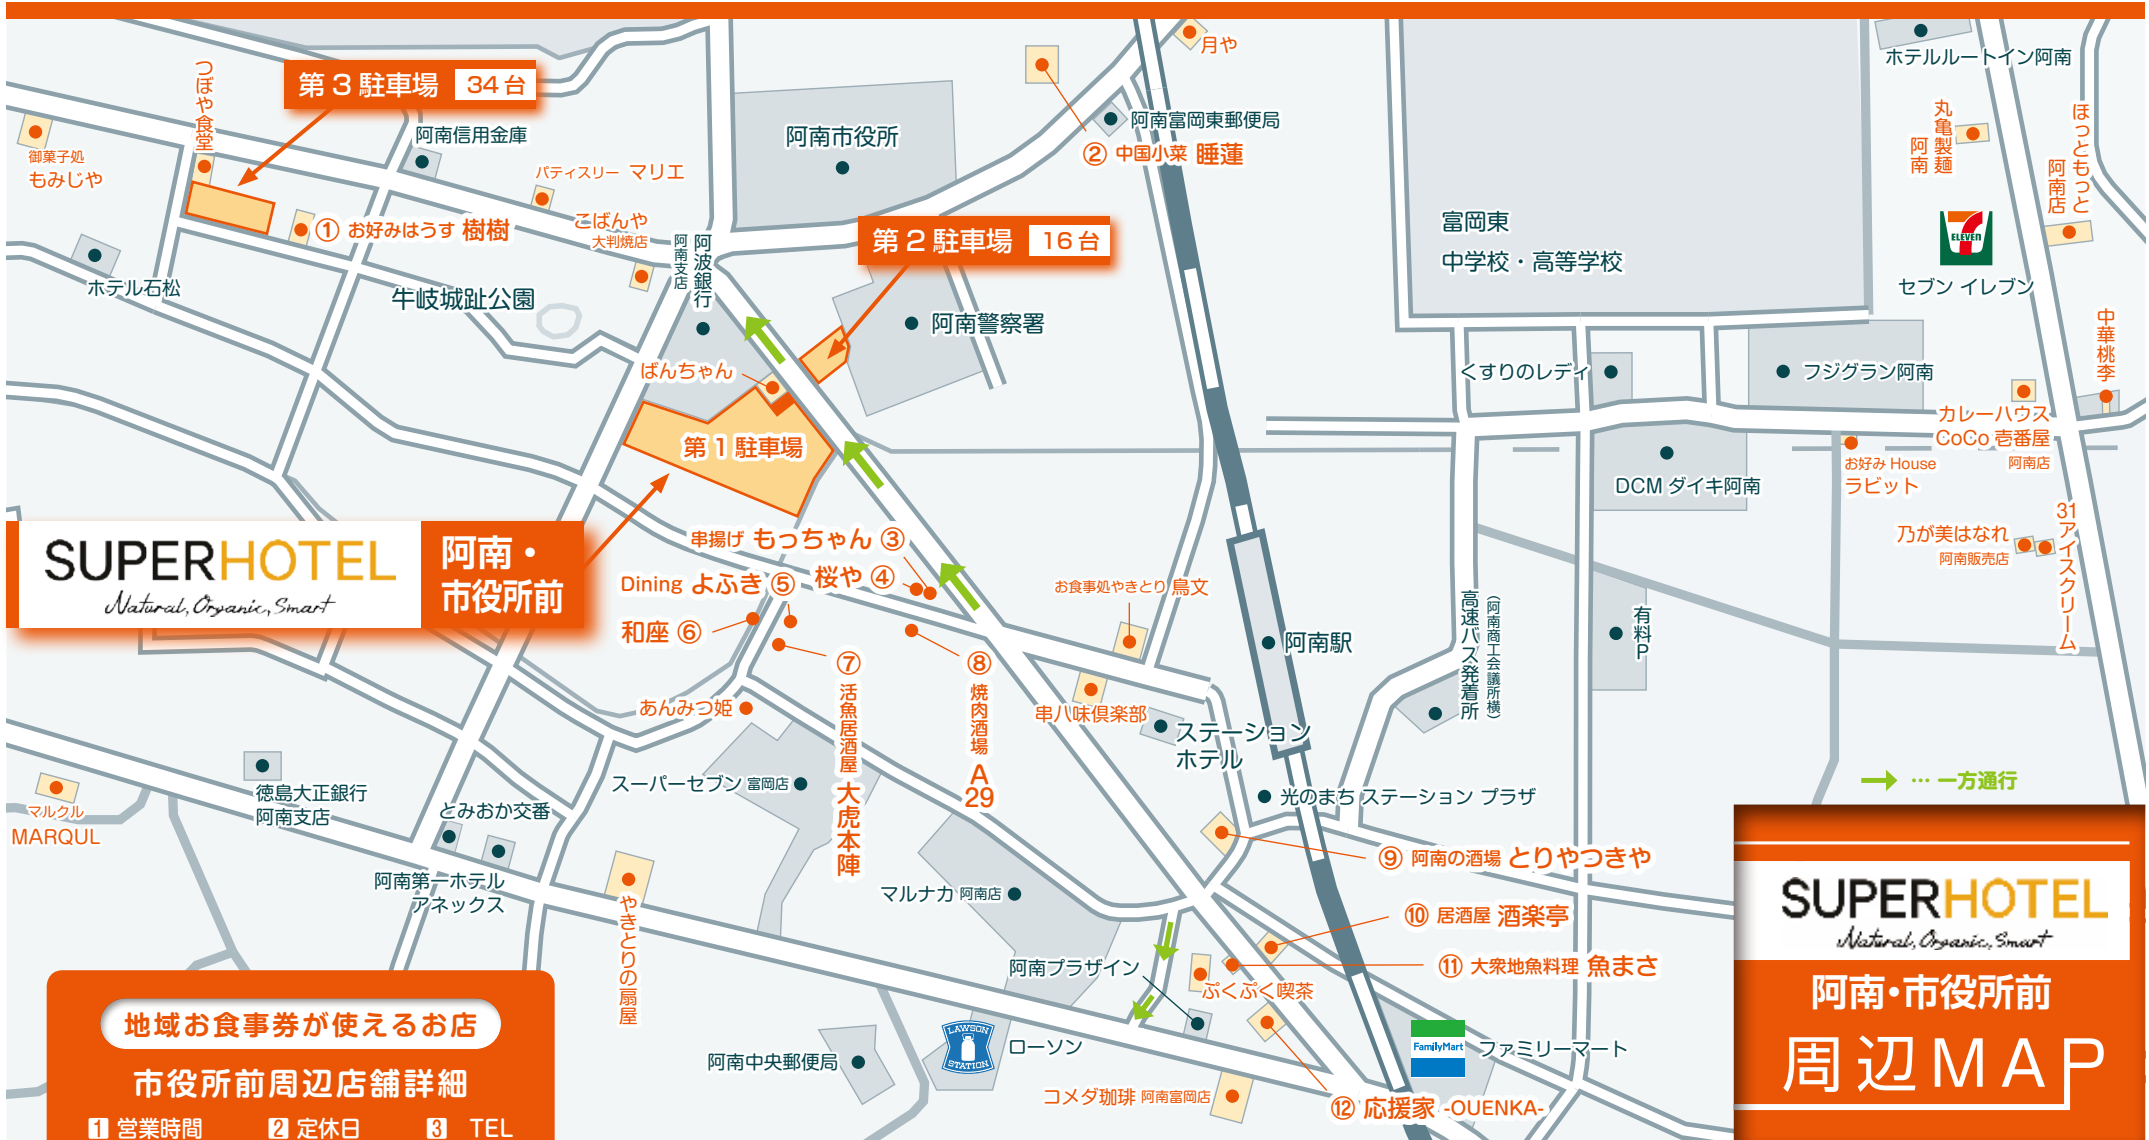 月や
ホテルルートイン阿南
つぼや食堂
第3駐車場 34台
阿南信用金庫
阿南市役所
阿南富岡東郵便局
② 中国小菜 睡蓮
丸亀製麺
阿南
ほっともっと
阿南店
御菓子処
もみじや
パティスリー マリエ
① お好みはうす 樹樹
こばんや
大判焼店
阿波銀行
阿南支店
第2駐車場 16台
富岡東
中学校・高等学校
ELEVEN
セブン イレブン
ホテル石松
牛岐城趾公園
阿南警察署
中華桃李
ばんちゃん
くすりのレディ
フジグラン阿南
第1駐車場
カレーハウス
CoCo 壱番屋
阿南店
お好み House
ラビット
DCM ダイキ阿南
SUPERHOTEL
Natural, Organic, Smart
阿南・
市役所前
串揚げ もっちゃん ③
桜や ④
Dining よふき ⑤
和座 ⑥
お食事処やきとり 鳥文
阿南駅
高速バス発着所
(阿南商工会議所横)
有料P
乃が美はなれ
阿南販売店
31アイスクリーム
⑦ 活魚居酒屋 大虎本陣
⑧ 焼肉酒場 A29
あんみつ姫
串八味倶楽部
ステーション
ホテル
スーパーセブン 富岡店
光のまち ステーション プラザ
… 一方通行
徳島大正銀行
阿南支店
とみおか交番
マルクル
MARQUL
阿南第一ホテル
アネックス
やきとりの扇屋
マルナカ 阿南店
⑨ 阿南の酒場 とりやつきや
⑩ 居酒屋 酒楽亭
⑪ 大衆地魚料理 魚まさ
阿南プラザイン
ぷくぷく喫茶
阿南中央郵便局
LAWSON
STATION
ローソン
FamilyMart
ファミリーマート
コメダ珈琲 阿南富岡店
⑫ 応援家 -OUENKA-
地域お食事券が使えるお店
市役所前周辺店舗詳細
1 営業時間 2 定休日 3 TEL
SUPERHOTEL
Natural, Organic, Smart
阿南・市役所前
周辺MAP